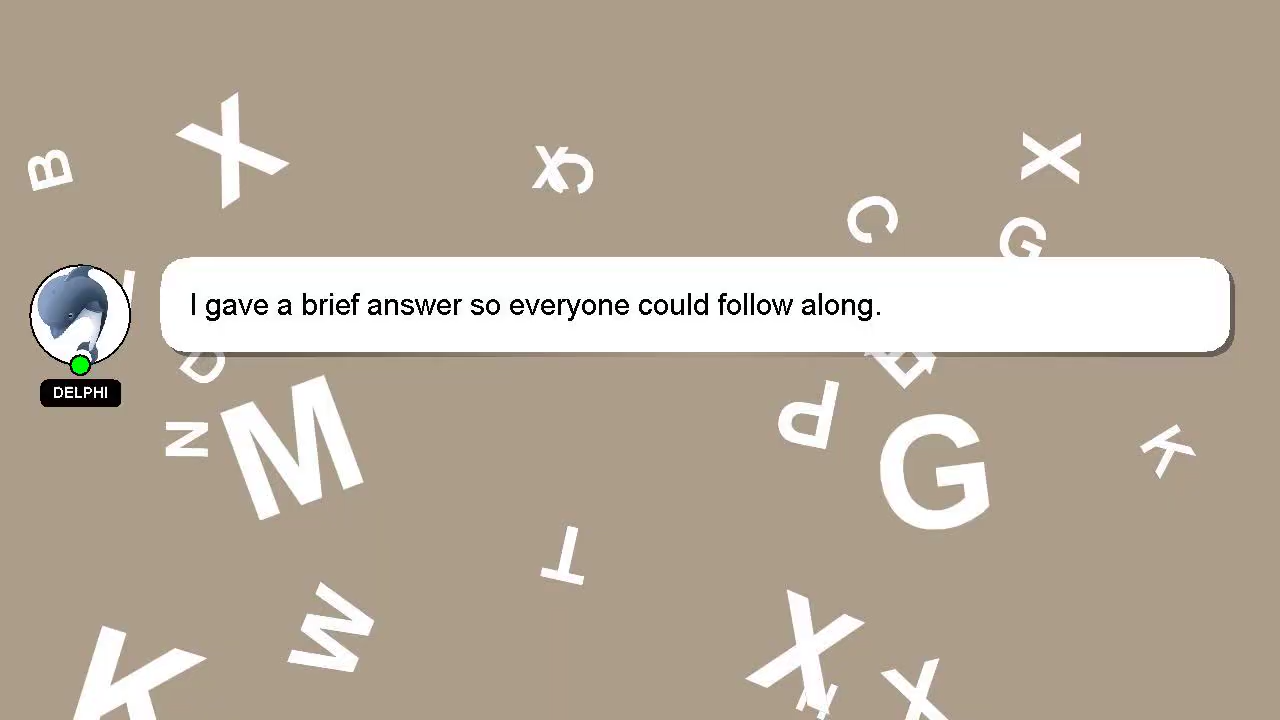 B
X
X
C
X
C
G
I gave a brief answer so everyone could follow along.
DELPHI
D
N
M
P
G
K
T
W
K
X
X